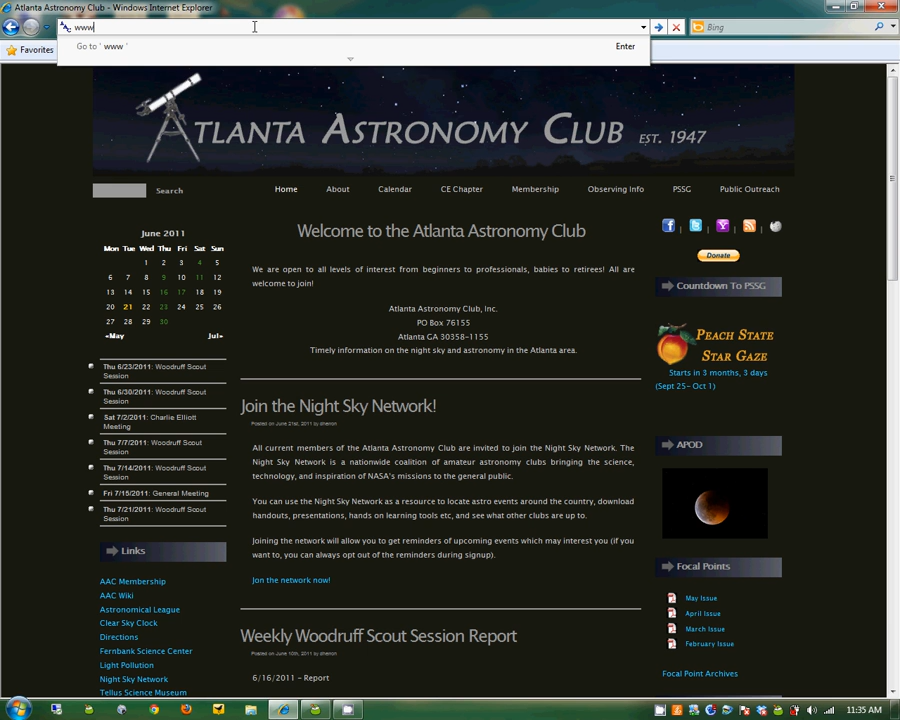 Atlanta Astronomy Club - Windows Internet Explorer
www
Bing
Go to ' www ' Enter
Favorites
ATLANTA ASTRONOMY CLUB EST. 1947
Search
Home About Calendar CE Chapter Membership Observing Info PSSG Public Outreach
June 2011
Mon Tue Wed Thu Fri Sat Sun
1 2 3 4 5
6 7 8 9 10 11 12
13 14 15 16 17 18 19
20 21 22 23 24 25 26
27 28 29 30
«May Jul»
Thu 6/23/2011: Woodruff Scout
Session
Thu 6/30/2011: Woodruff Scout
Session
Sat 7/2/2011: Charlie Elliott
Meeting
Thu 7/7/2011: Woodruff Scout
Session
Thu 7/14/2011: Woodruff Scout
Session
Fri 7/15/2011: General Meeting
Thu 7/21/2011: Woodruff Scout
Session
Links
AAC Membership
AAC Wiki
Astronomical League
Clear Sky Clock
Directions
Fernbank Science Center
Light Pollution
Night Sky Network
Tellus Science Museum
Welcome to the Atlanta Astronomy Club
We are open to all levels of interest from beginners to professionals, babies to retirees! All are
welcome to join!
Atlanta Astronomy Club, Inc.
PO Box 76155
Atlanta GA 30358-1155
Timely information on the night sky and astronomy in the Atlanta area.
Join the Night Sky Network!
Posted on June 21st, 2011 by dherron
All current members of the Atlanta Astronomy Club are invited to join the Night Sky Network. The
Night Sky Network is a nationwide coalition of amateur astronomy clubs bringing the science,
technology, and inspiration of NASA's missions to the general public.
You can use the Night Sky Network as a resource to locate astro events around the country, download
handouts, presentations, hands on learning tools etc, and see what other clubs are up to.
Joining the network will allow you to get reminders of upcoming events which may interest you (if you
want to, you can always opt out of the reminders during signup).
Jon the network now!
Weekly Woodruff Scout Session Report
Posted on June 10th, 2011 by dherron
6/16/2011 – Report
Donate
Countdown To PSSG
PEACH STATE
STAR GAZE
Starts in 3 months, 3 days
(Sept 25- Oct 1)
APOD
Focal Points
May Issue
April Issue
March Issue
February Issue
Focal Point Archives
11:35 AM